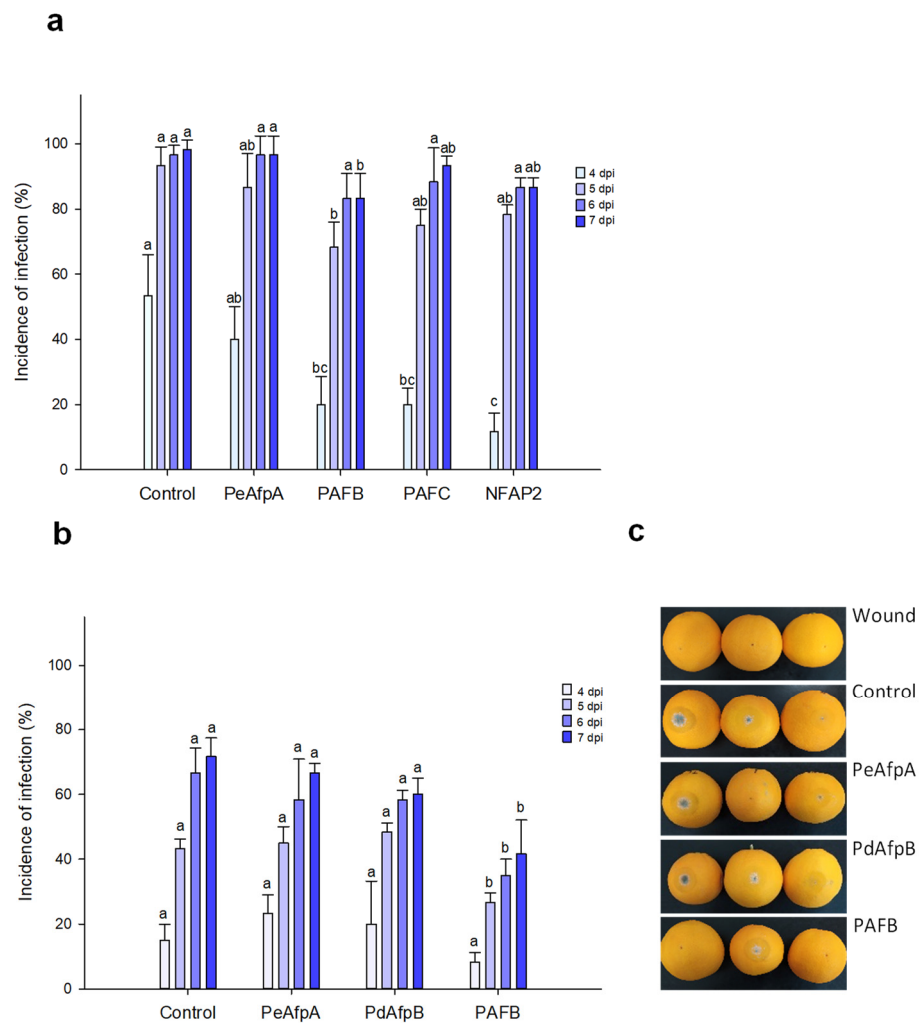 a
Incidence of infection (%)
100
80
60
40
20
0
a
a
a
a
ab
ab
a
a
bc
b
a
b
bc
ab
a
ab
c
ab
a
ab
Control
PeAfpA
PAFB
PAFC
NFAP2
4 dpi
5 dpi
6 dpi
7 dpi
b
Incidence of infection (%)
100
80
60
40
20
0
a
a
a
a
a
a
a
a
a
a
a
a
a
b
b
b
Control
PeAfpA
PdAfpB
PAFB
4 dpi
5 dpi
6 dpi
7 dpi
c
Wound
Control
PeAfpA
PdAfpB
PAFB